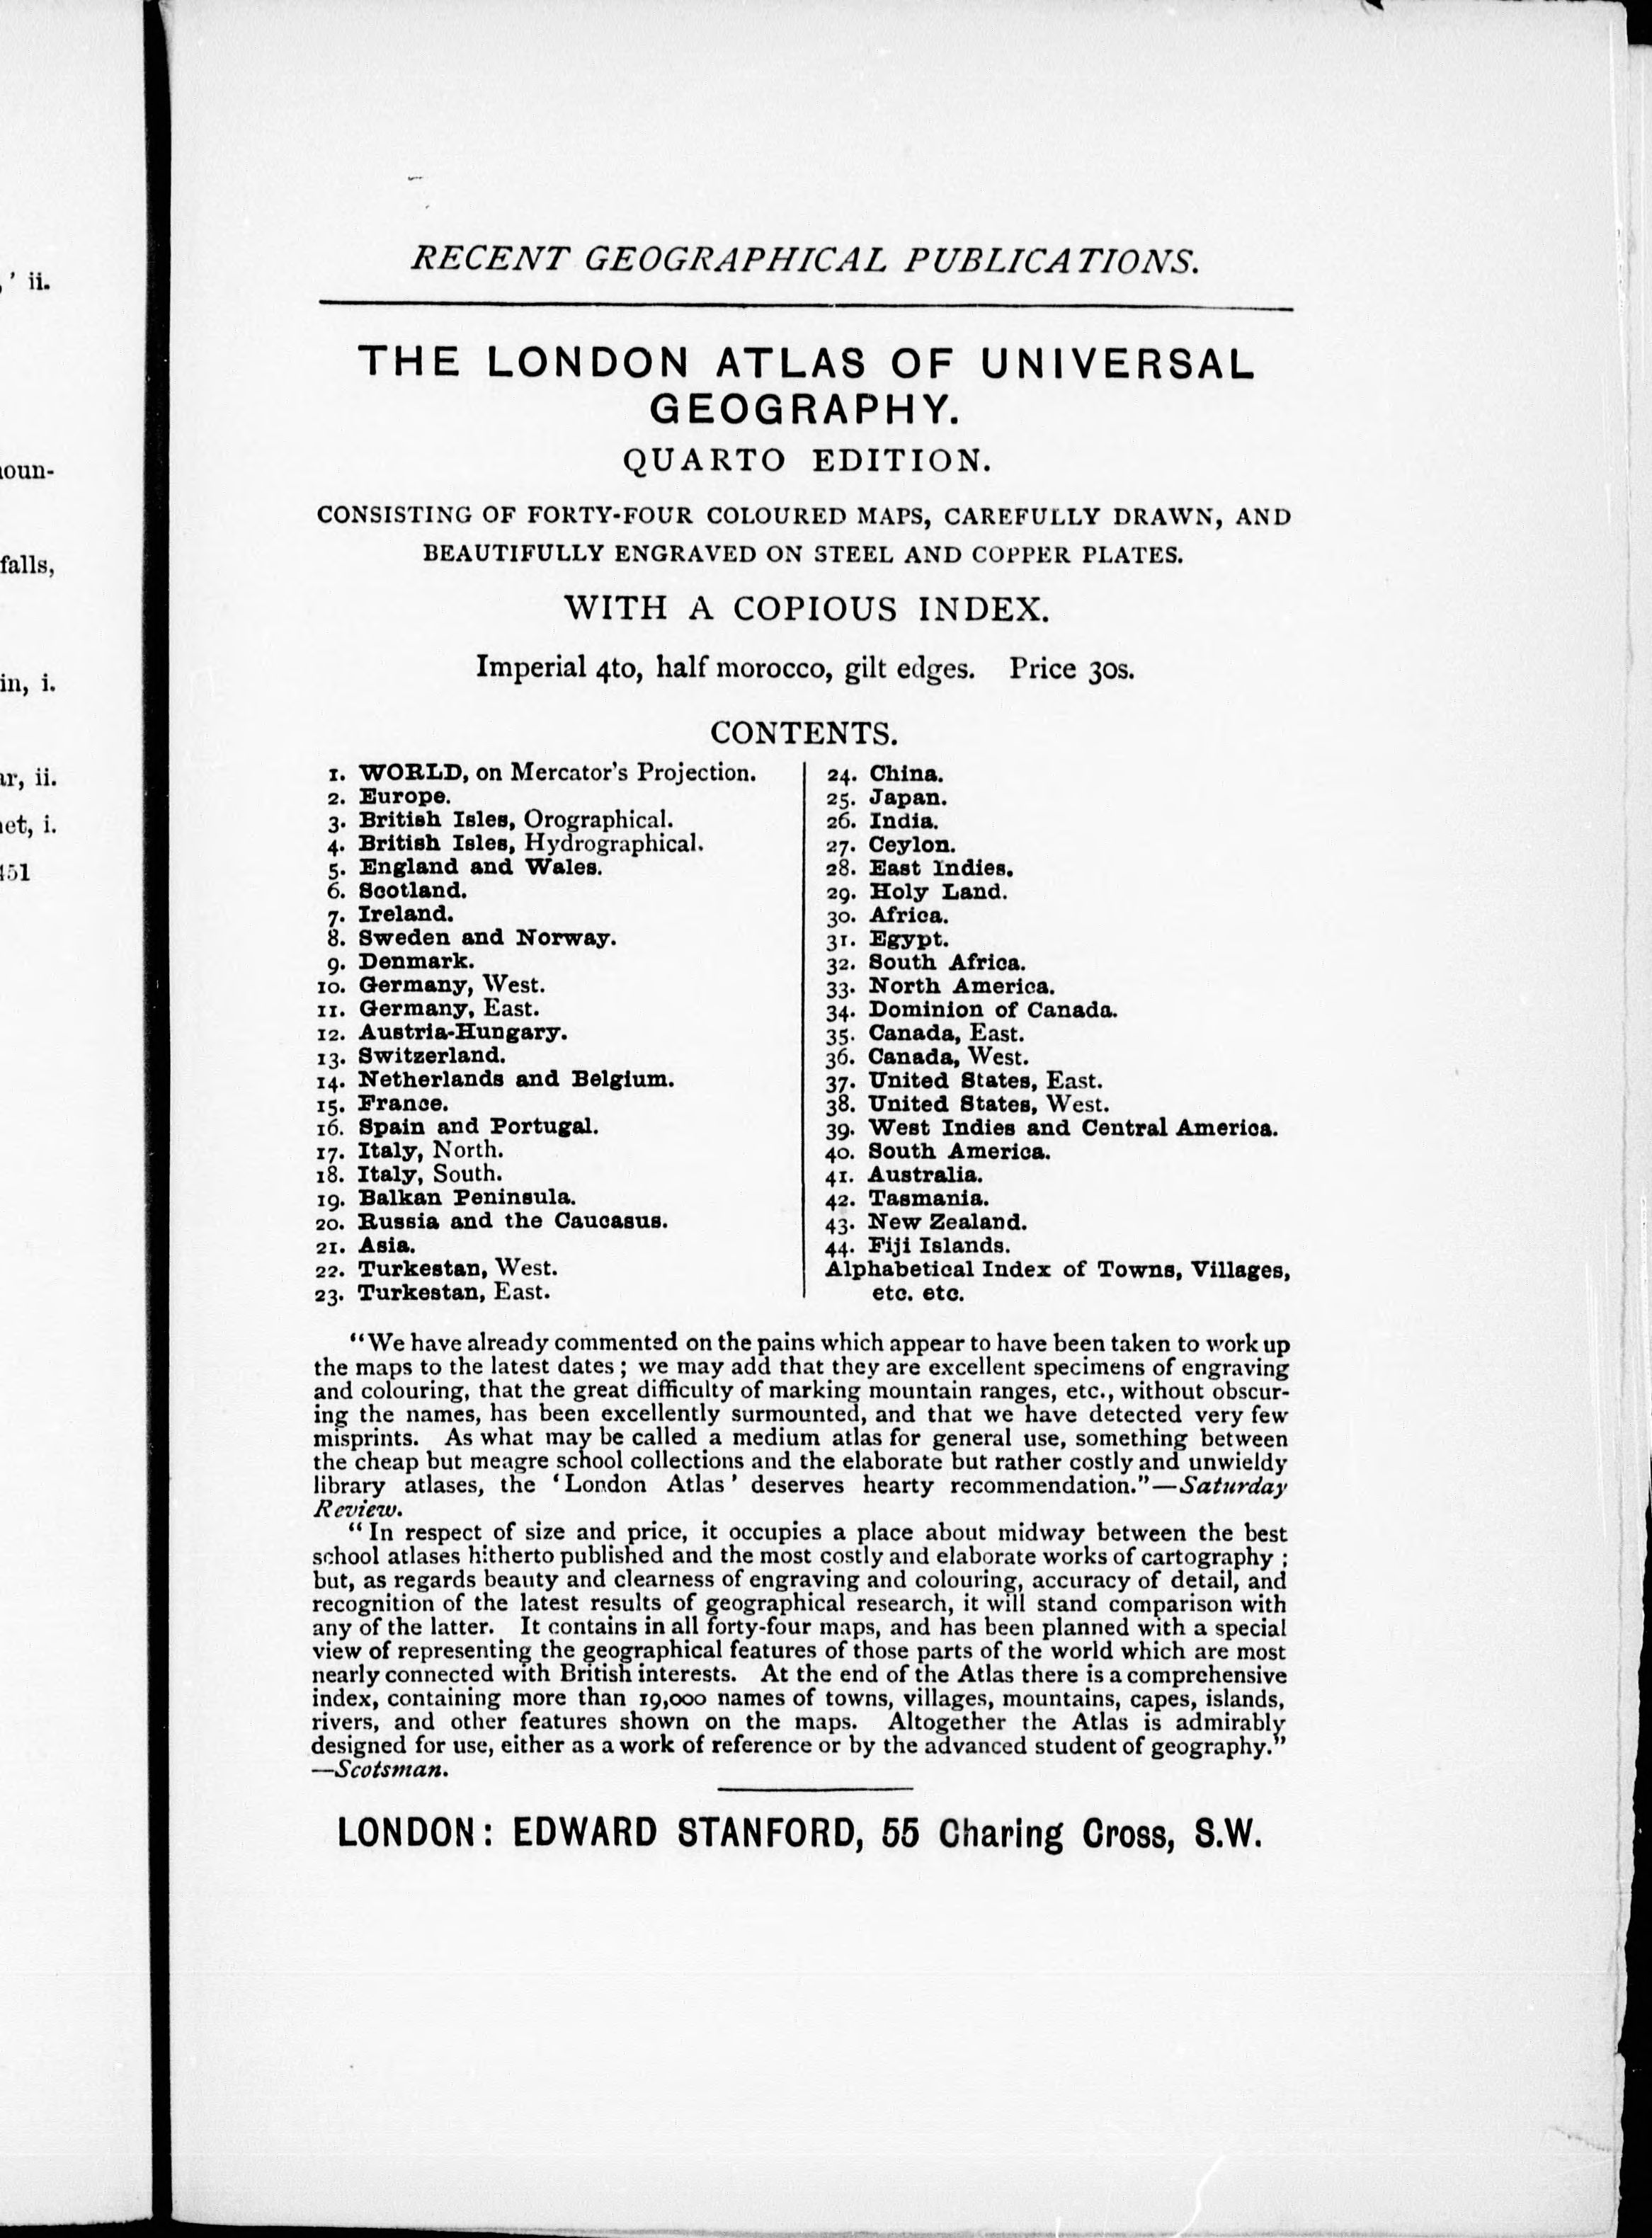 ,' ii.
noun-
falls,
in, i.
ar, ii.
net, i.
451
RECENT GEOGRAPHICAL PUBLICATIONS.
THE LONDON ATLAS OF UNIVERSAL
GEOGRAPHY.
QUARTO EDITION.
CONSISTING OF FORTY-FOUR COLOURED MAPS, CAREFULLY DRAWN, AND
BEAUTIFULLY ENGRAVED ON STEEL AND COPPER PLATES.
WITH A COPIOUS INDEX.
Imperial 4to, half morocco, gilt edges. Price 30s.
CONTENTS.
1. WORLD, on Mercator's Projection.
2. Europe.
3. British Isles, Orographical.
4. British Isles, Hydrographical.
5. England and Wales.
6. Scotland.
7. Ireland.
8. Sweden and Norway.
9. Denmark.
10. Germany, West.
11. Germany, East.
12. Austria-Hungary.
13. Switzerland.
14. Netherlands and Belgium.
15. France.
16. Spain and Portugal.
17. Italy, North.
18. Italy, South.
19. Balkan Peninsula.
20. Russia and the Caucasus.
21. Asia.
22. Turkestan, West.
23. Turkestan, East.
24. China.
25. Japan.
26. India.
27. Ceylon.
28. East Indies.
29. Holy Land.
30. Africa.
31. Egypt.
32. South Africa.
33. North America.
34. Dominion of Canada.
35. Canada, East.
36. Canada, West.
37. United States, East.
38. United States, West.
39. West Indies and Central America.
40. South America.
41. Australia.
42. Tasmania.
43. New Zealand.
44. Fiji Islands.
Alphabetical Index of Towns, Villages,
etc. etc.
"We have already commented on the pains which appear to have been taken to work up
the maps to the latest dates; we may add that they are excellent specimens of engraving
and colouring, that the great difficulty of marking mountain ranges, etc., without obscur-
ing the names, has been excellently surmounted, and that we have detected very few
misprints. As what may be called a medium atlas for general use, something between
the cheap but meagre school collections and the elaborate but rather costly and unwieldy
library atlases, the 'London Atlas' deserves hearty recommendation."—Saturday
Review.
"In respect of size and price, it occupies a place about midway between the best
school atlases hitherto published and the most costly and elaborate works of cartography;
but, as regards beauty and clearness of engraving and colouring, accuracy of detail, and
recognition of the latest results of geographical research, it will stand comparison with
any of the latter. It contains in all forty-four maps, and has been planned with a special
view of representing the geographical features of those parts of the world which are most
nearly connected with British interests. At the end of the Atlas there is a comprehensive
index, containing more than 19,000 names of towns, villages, mountains, capes, islands,
rivers, and other features shown on the maps. Altogether the Atlas is admirably
designed for use, either as a work of reference or by the advanced student of geography."
—Scotsman.
LONDON: EDWARD STANFORD, 55 Charing Cross, S.W.